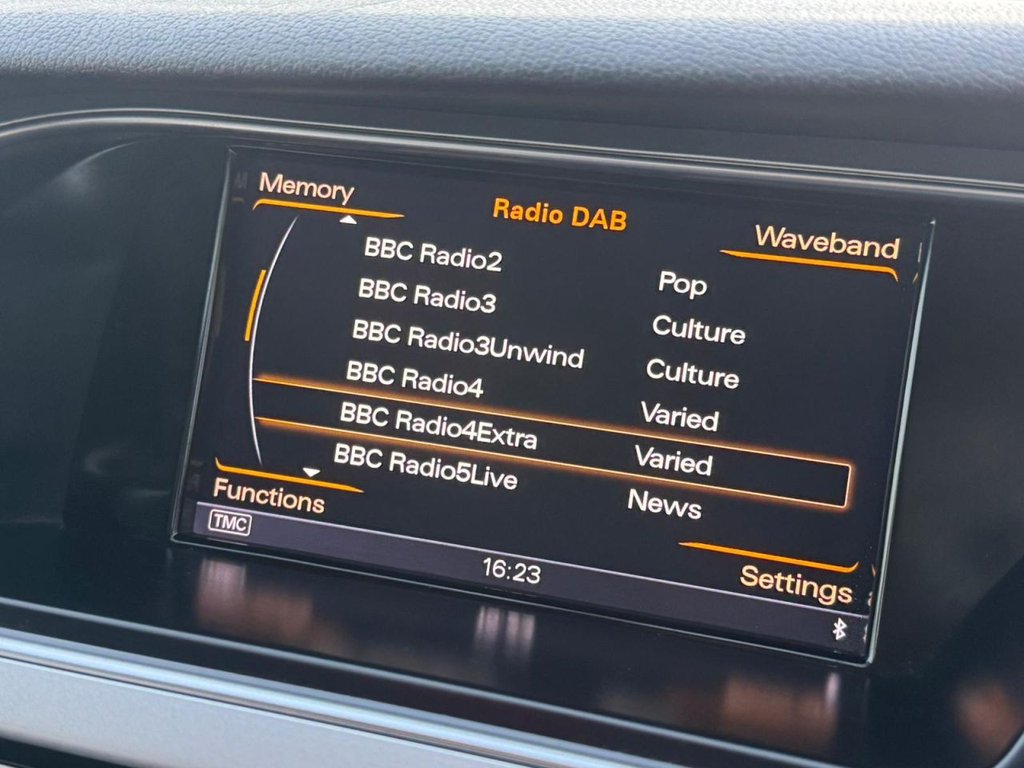 Memory
Radio DAB
Waveband
BBC Radio2 Pop
BBC Radio3 Culture
BBC Radio3Unwind Culture
BBC Radio4 Varied
BBC Radio4Extra Varied
BBC Radio5Live News
Functions
Settings
TMC
16:23